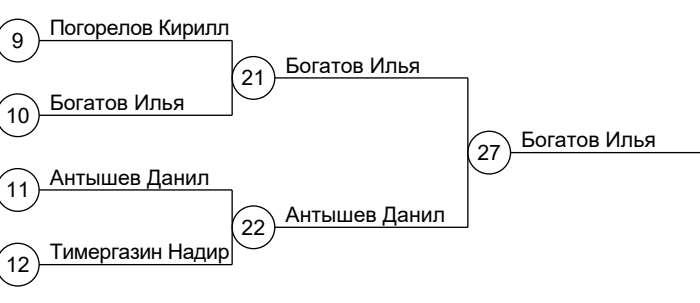 9
Погорелов Кирилл
21
Богатов Илья
10
Богатов Илья
27
Богатов Илья
11
Антышев Данил
22
Антышев Данил
12
Тимергазин Надир